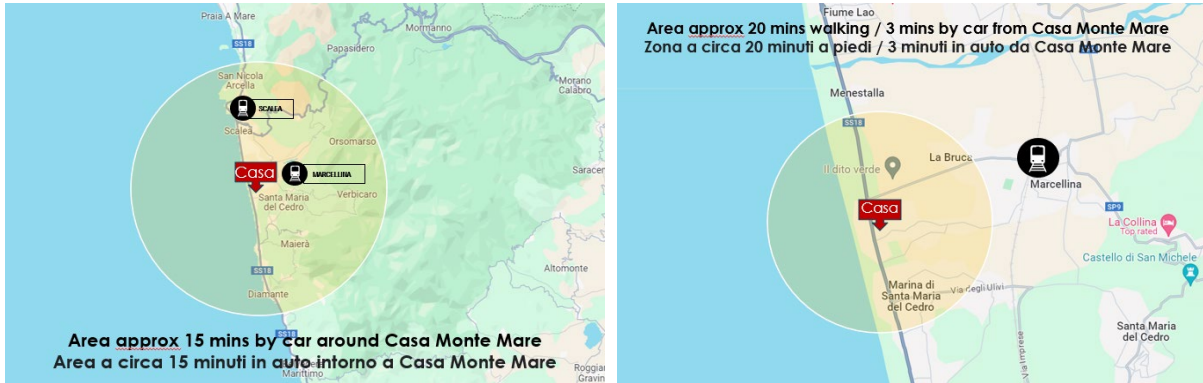 Praia A Mare
Mormanno
SS18
Papasidero
San Nicola
Arcella
Morano
Calabro
SCALEA
Scalea
Orsomarso
Casa
MARCELLINA
Saracen
Santa Maria
del Cedro
Verbicaro
Maierà
SS18
Diamante
Altomonte
SS18
Area approx 15 mins by car around Casa Monte Mare
Area a circa 15 minuti in auto intorno a Casa Monte Mare
Marittimo
Roggia
Gravin
Fiume Lao
Area approx 20 mins walking / 3 mins by car from Casa Monte Mare
Zona a circa 20 minuti a piedi / 3 minuti in auto da Casa Monte Mare
Menestalla
SS18
La Bruca
Il dito verde
Marcellina
SP9
Casa
La Collina
Top rated
Castello di San Michele
Marina di
Santa Maria
del Cedro
Via degli Ulivi
Santa Maria
del Cedro